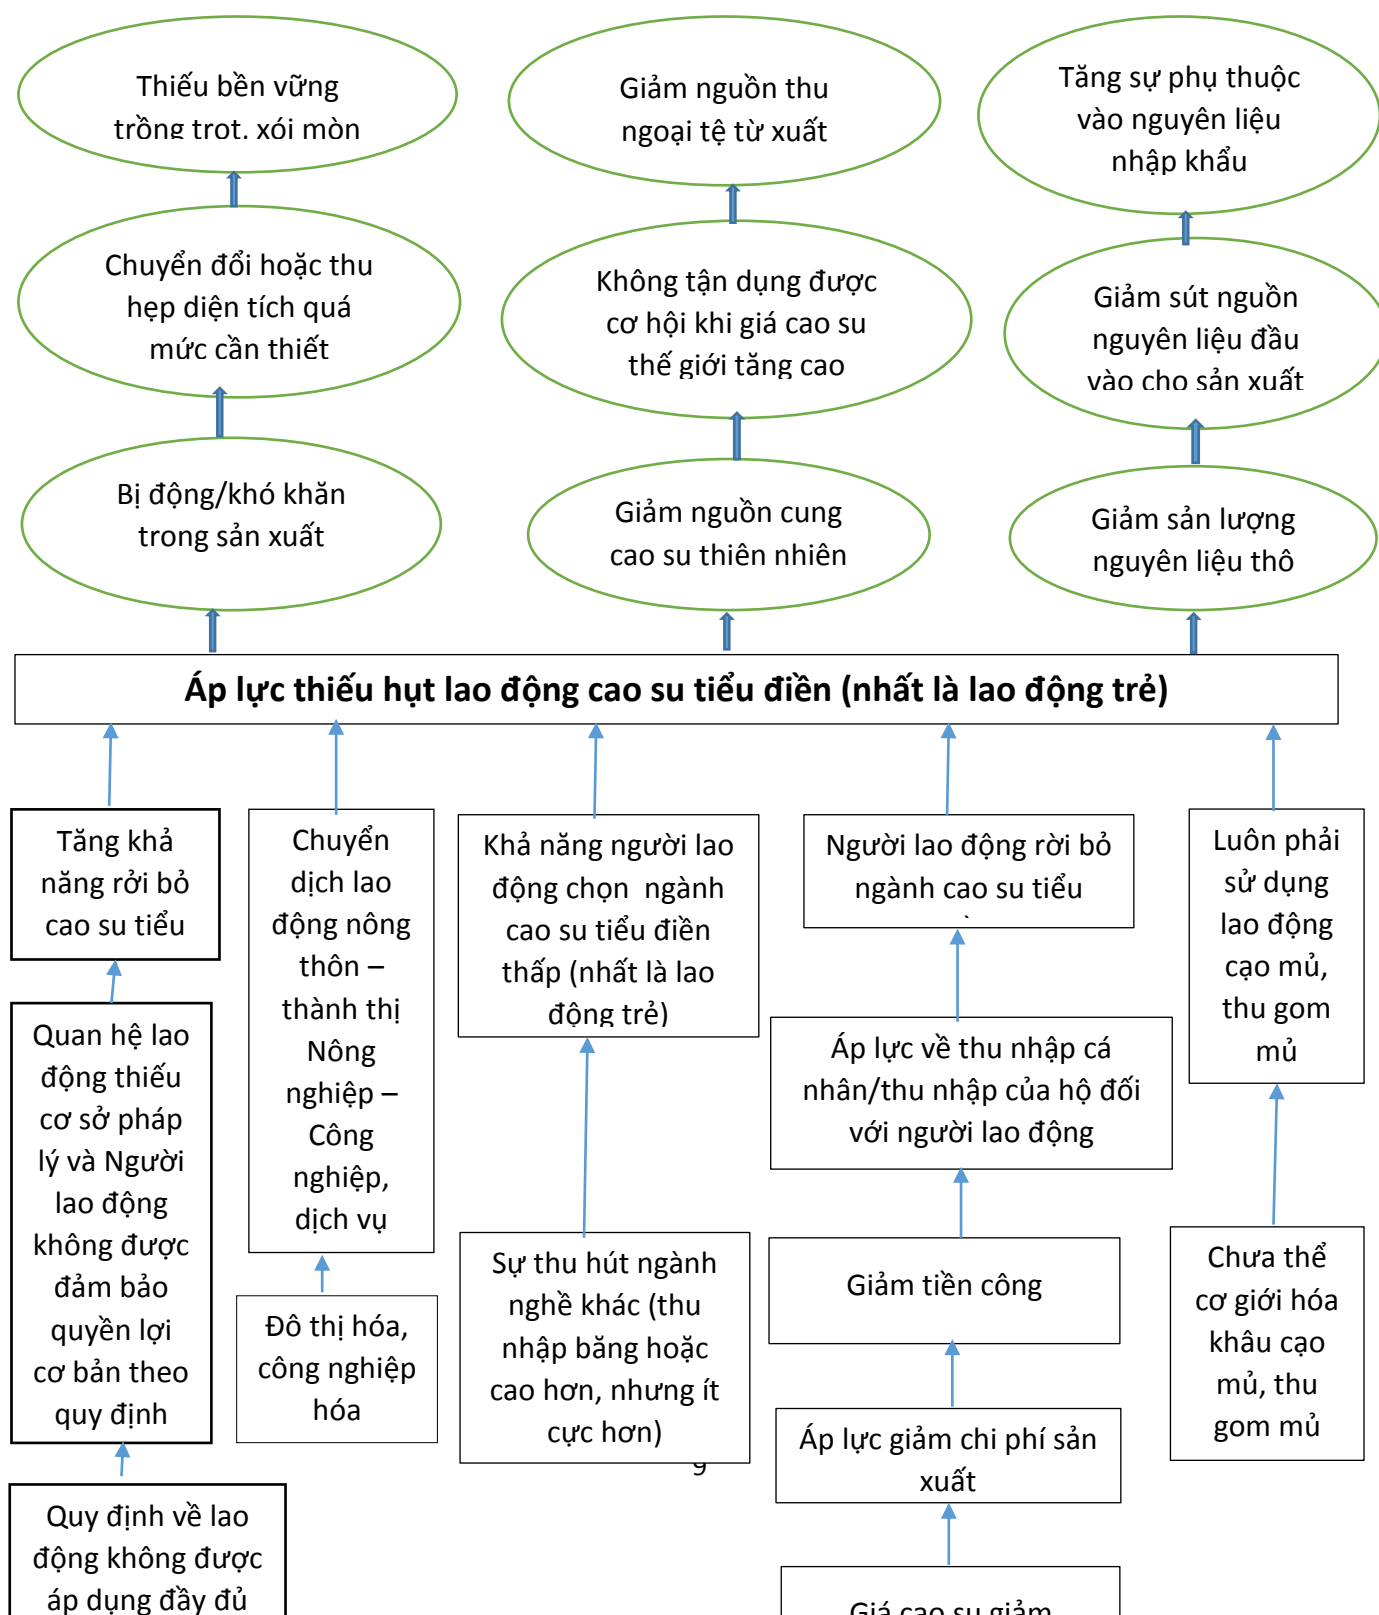 Thiếu bền vững
trồng trọt, xói mòn
Giảm nguồn thu
ngoại tệ từ xuất
Tăng sự phụ thuộc
vào nguyên liệu
nhập khẩu
Chuyển đổi hoặc thu
hẹp diện tích quá
mức cần thiết
Không tận dụng được
cơ hội khi giá cao su
thế giới tăng cao
Giảm sút nguồn
nguyên liệu đầu
vào cho sản xuất
Bị động/khó khăn
trong sản xuất
Giảm nguồn cung
cao su thiên nhiên
Giảm sản lượng
nguyên liệu thô
Áp lực thiếu hụt lao động cao su tiểu điền (nhất là lao động trẻ)
Tăng khả
năng rởi bỏ
cao su tiểu
Quan hệ lao
động thiếu
cơ sở pháp
lý và Người
lao động
không được
đảm bảo
quyền lợi
cơ bản theo
quy định
Quy định về lao
động không được
áp dụng đầy đủ
Chuyển
dịch lao
động nông
thôn –
thành thị
Nông
nghiệp –
Công
nghiệp,
dịch vụ
Đô thị hóa,
công nghiệp
hóa
Khả năng người lao
động chọn ngành
cao su tiểu điền
thấp (nhất là lao
động trẻ)
Sự thu hút ngành
nghề khác (thu
nhập băng hoặc
cao hơn, nhưng ít
cực hơn)
9
Người lao động rời bỏ
ngành cao su tiểu
Áp lực về thu nhập cá
nhân/thu nhập của hộ đối
với người lao động
Giảm tiền công
Áp lực giảm chi phí sản
xuất
Giá cao su giảm
Luôn phải
sử dụng
lao động
cạo mủ,
thu gom
mủ
Chưa thể
cơ giới hóa
khâu cạo
mủ, thu
gom mủ